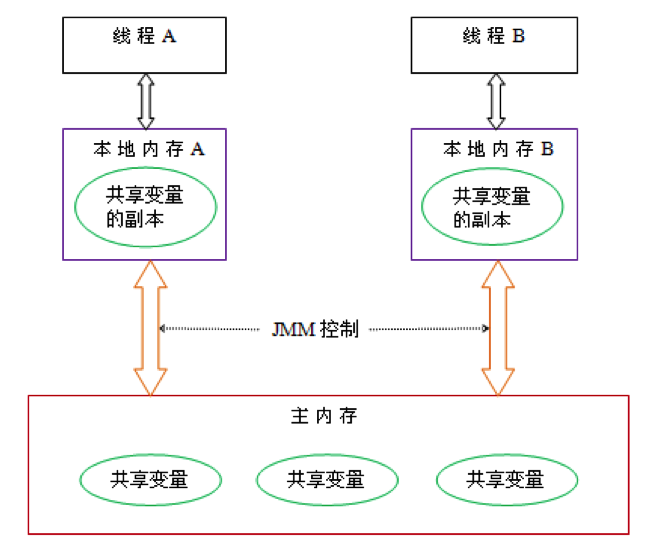 线程 A
线程 B
本地内存 A
本地内存 B
共享变量
的副本
共享变量
的副本
JMM 控制
主内存
共享变量
共享变量
共享变量